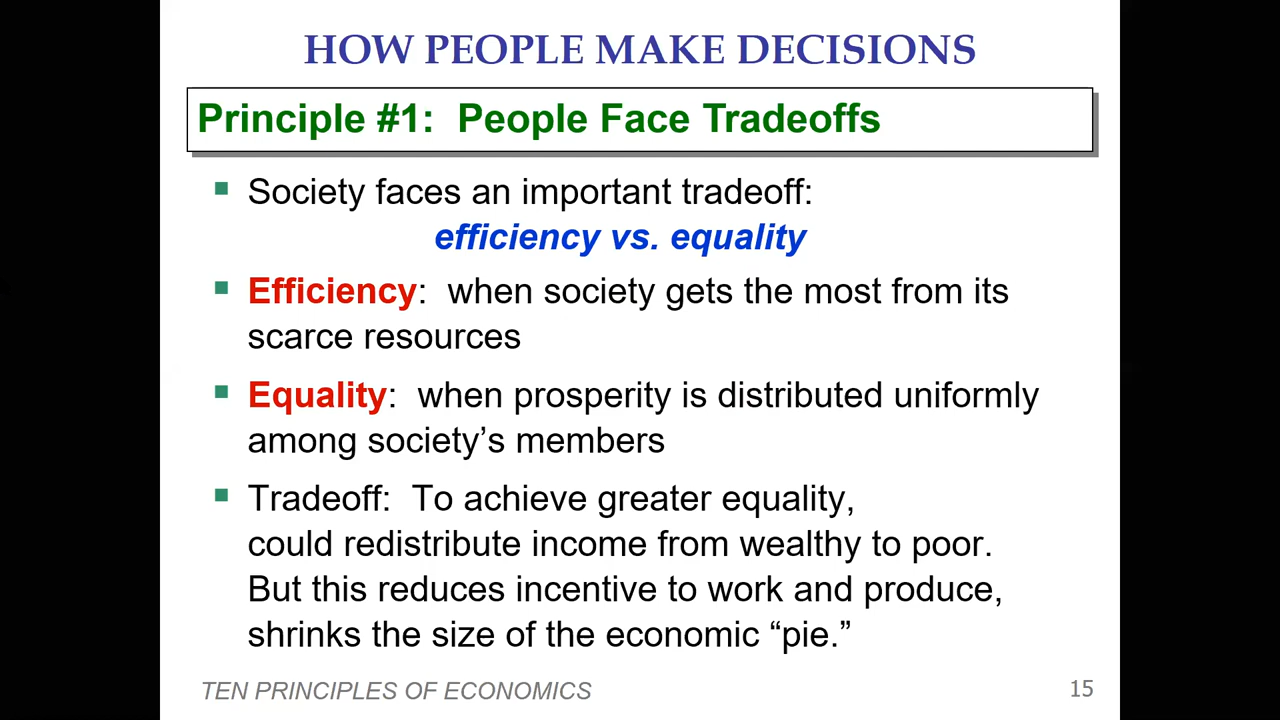 HOW PEOPLE MAKE DECISIONS
Principle #1:  People Face Tradeoffs
▪ Society faces an important tradeoff:
efficiency vs. equality
▪ Efficiency:  when society gets the most from its
scarce resources
▪ Equality:  when prosperity is distributed uniformly
among society’s members
▪ Tradeoff:  To achieve greater equality,
could redistribute income from wealthy to poor.
But this reduces incentive to work and produce,
shrinks the size of the economic “pie.”
TEN PRINCIPLES OF ECONOMICS
15